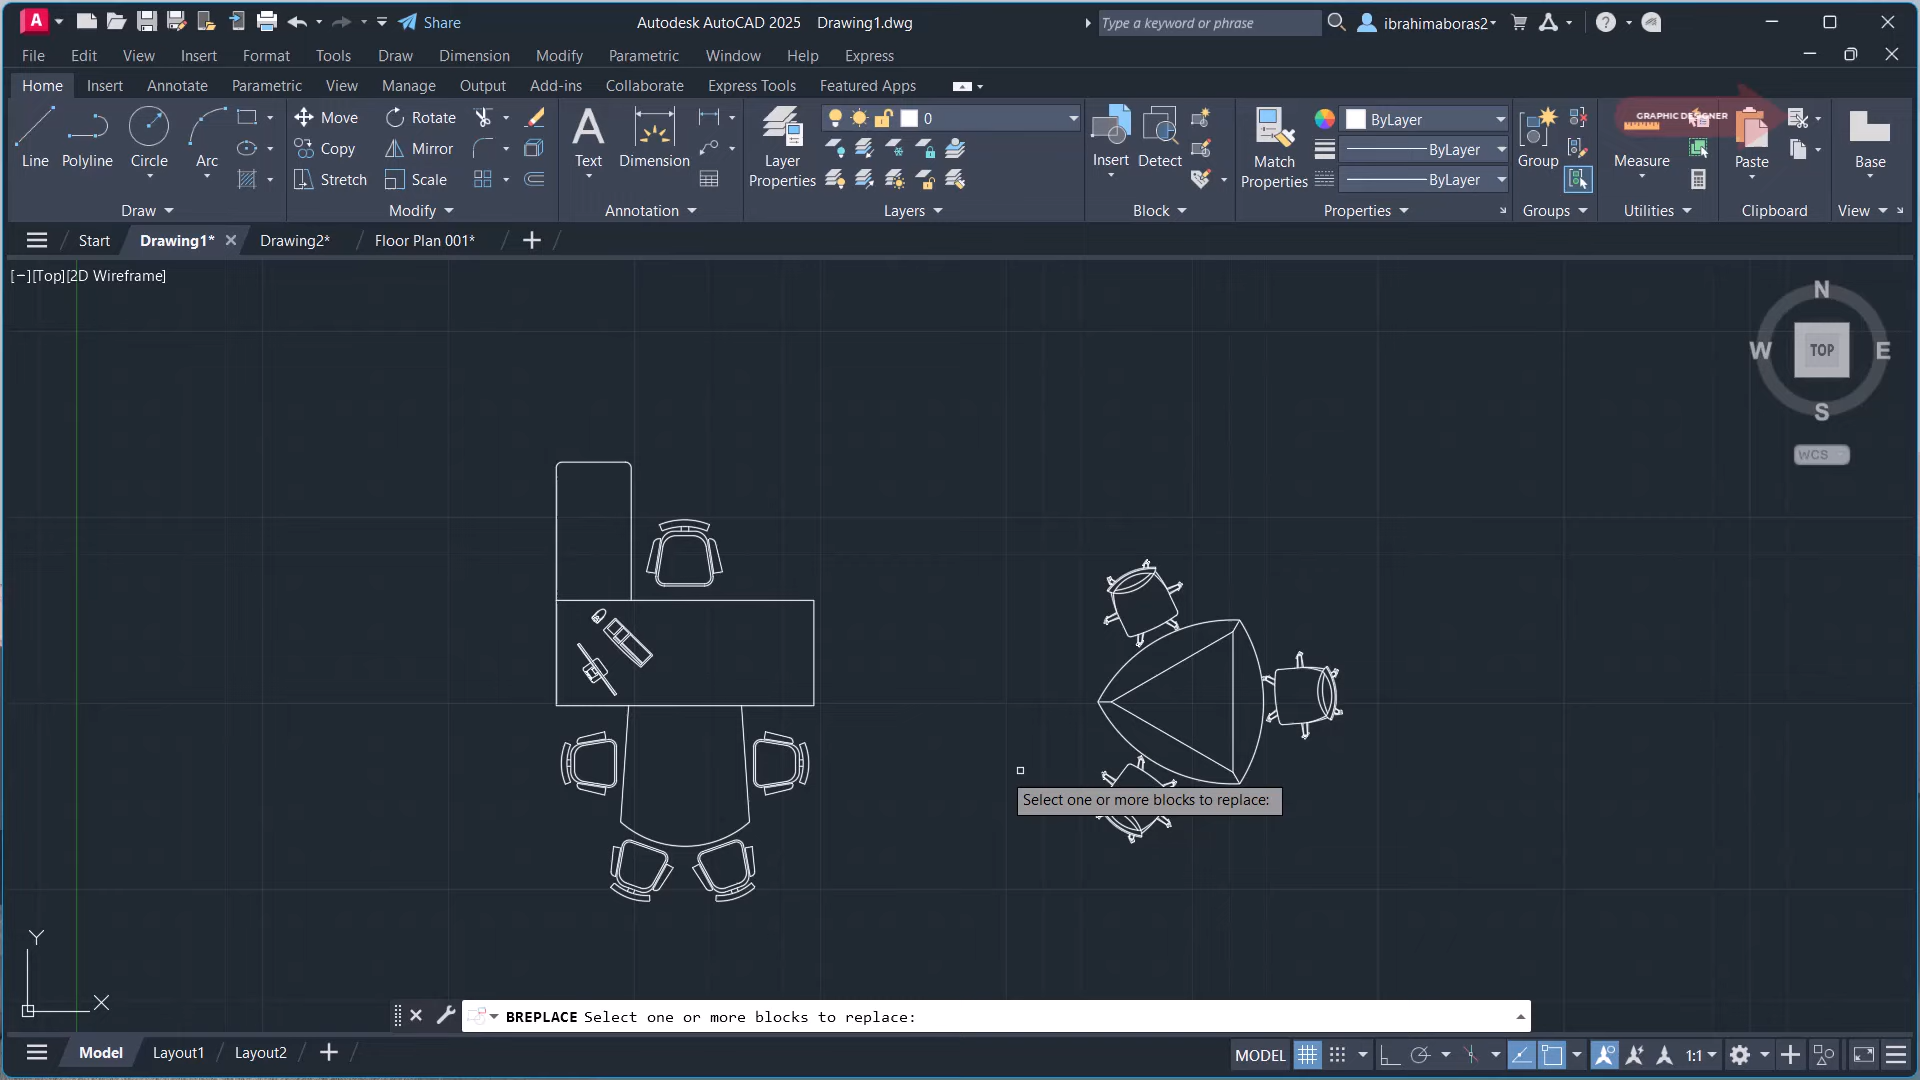 Share
Autodesk AutoCAD 2025 Drawing1.dwg
Type a keyword or phrase
ibrahimaboras2
File Edit View Insert Format Tools Draw Dimension Modify Parametric Window Help Express
Home Insert Annotate Parametric View Manage Output Add-ins Collaborate Express Tools Featured Apps
Line Polyline Circle Arc
Move Rotate
Copy Mirror
Stretch Scale
Text Dimension
Layer
Properties
0
Insert Detect
Match
Properties
ByLayer
ByLayer
ByLayer
Group
GRAPHIC DESIGNER
Measure
Paste
Base
Draw Modify Annotation Layers Block Properties Groups Utilities Clipboard View
Start Drawing1* Drawing2* Floor Plan 001* +
[−][Top][2D Wireframe]
N
W TOP E
S
WCS
Select one or more blocks to replace:
Y
X
BREPLACE Select one or more blocks to replace:
Model Layout1 Layout2 +
MODEL 1:1